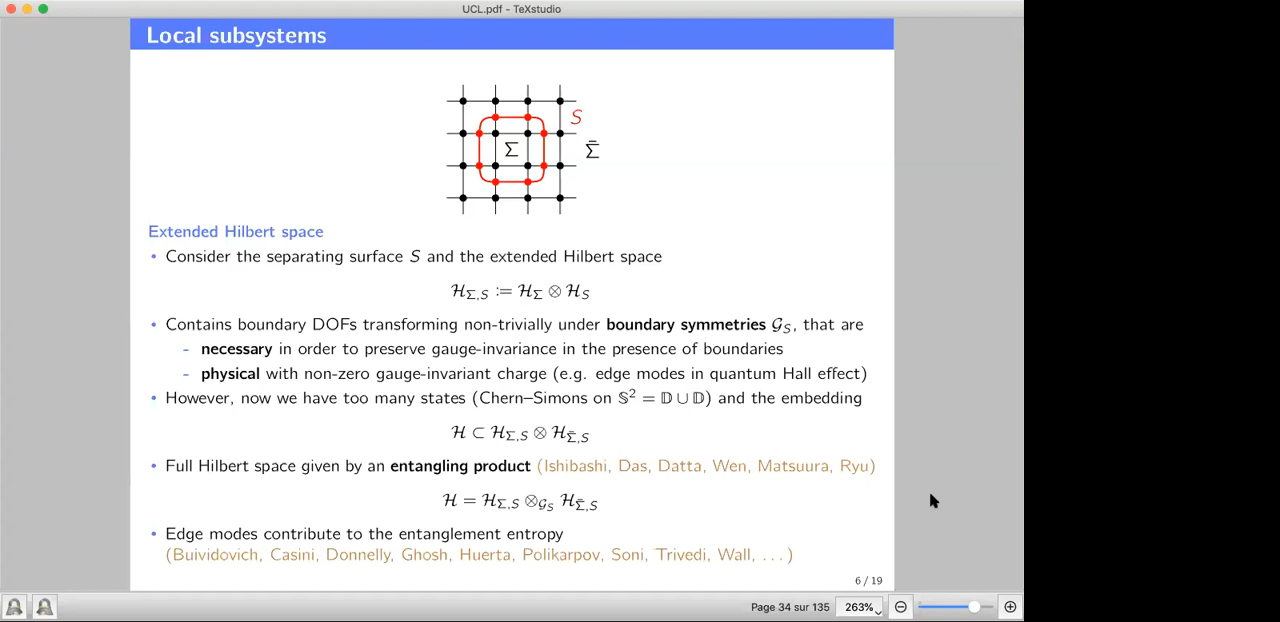 UCL.pdf - TeXstudio
Local subsystems
S
Σ
Σ̄
Extended Hilbert space
• Consider the separating surface S and the extended Hilbert space
ℋ_{Σ,S} := ℋ_Σ ⊗ ℋ_S
• Contains boundary DOFs transforming non-trivially under boundary symmetries 𝒢_S, that are
- necessary in order to preserve gauge-invariance in the presence of boundaries
- physical with non-zero gauge-invariant charge (e.g. edge modes in quantum Hall effect)
• However, now we have too many states (Chern–Simons on 𝕊² = 𝔻 ∪ 𝔻) and the embedding
ℋ ⊂ ℋ_{Σ,S} ⊗ ℋ_{Σ̄,S}
• Full Hilbert space given by an entangling product (Ishibashi, Das, Datta, Wen, Matsuura, Ryu)
ℋ = ℋ_{Σ,S} ⊗_{𝒢_S} ℋ_{Σ̄,S}
• Edge modes contribute to the entanglement entropy
(Buividovich, Casini, Donnelly, Ghosh, Huerta, Polikarpov, Soni, Trivedi, Wall, ...)
6 / 19
Page 34 sur 135 263%